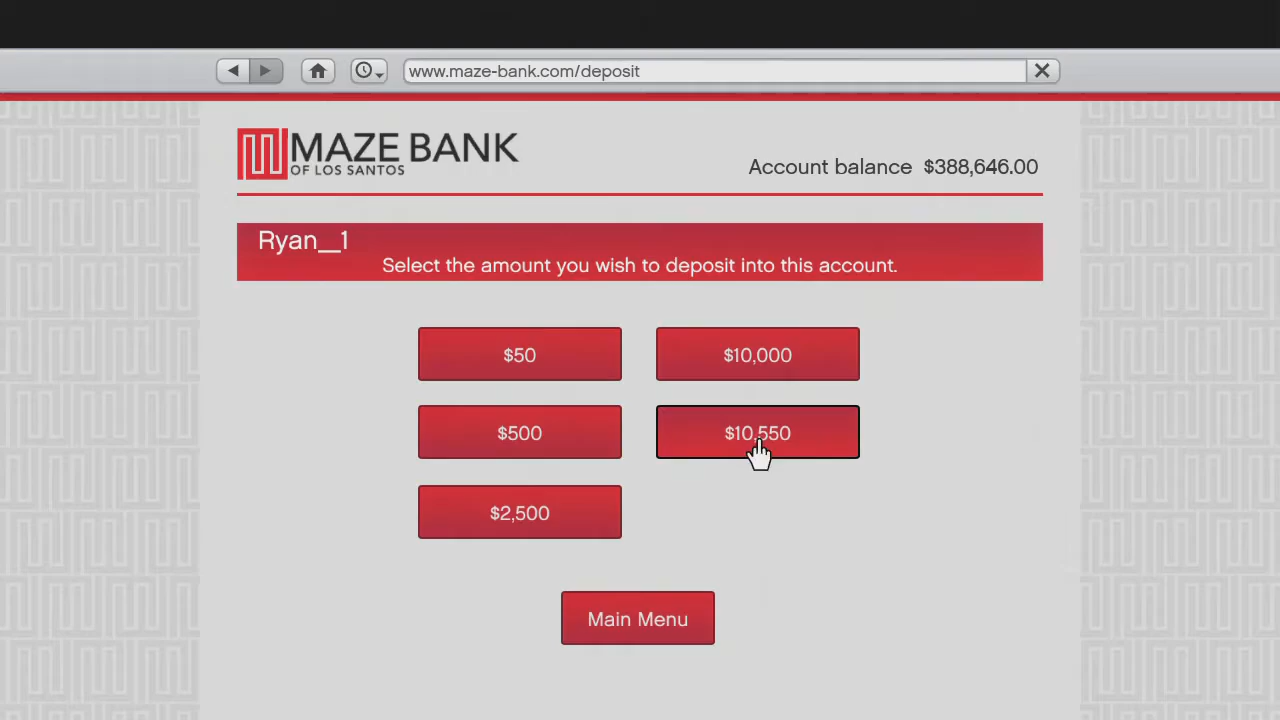 www.maze-bank.com/deposit
MAZE BANK
OF LOS SANTOS
Account balance $388,646.00
Ryan__1
Select the amount you wish to deposit into this account.
$50
$10,000
$500
$10,550
$2,500
Main Menu